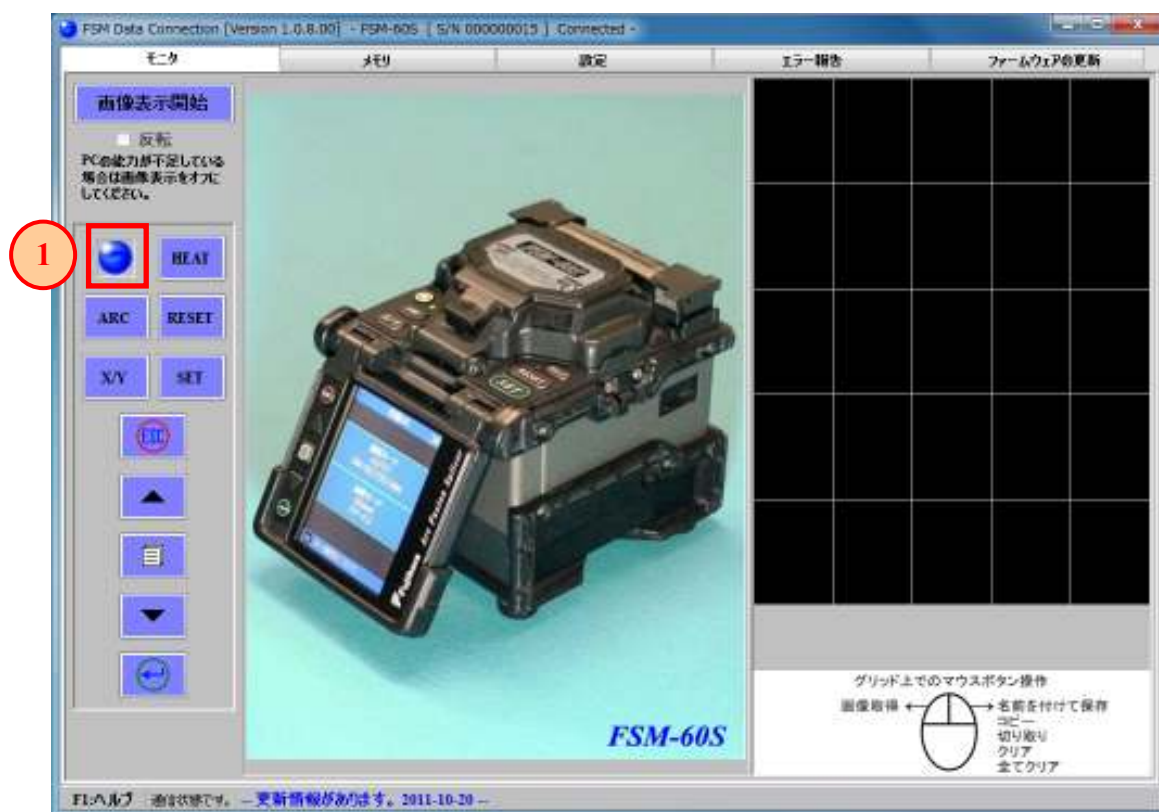 FSM Data Connection [Version 1.0.8.00] - FSM-60S [ S/N 000000015 ] Connected -
モニタ
メモリ
設定
エラー報告
ファームウェアの更新
画像表示開始
反転
PCの能力が不足している
場合は画像表示をオフに
してください。
1
HEAT
ARC
RESET
X/Y
SET
ESC
SET
Fujikura Arc Fusion Splicer
FSM-60S
グリッド上でのマウスボタン操作
画像取得
名前を付けて保存
コピー
切り取り
クリア
全てクリア
F1:ヘルプ
通信状態です。
-- 更新情報があります。2011-10-20 --